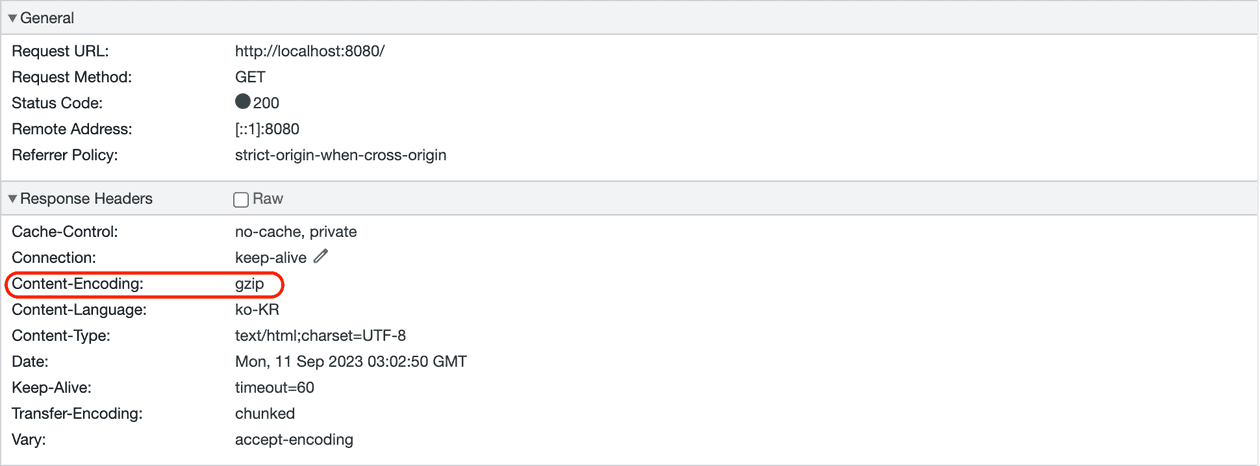 General
Request URL: http://localhost:8080/
Request Method: GET
Status Code: 200
Remote Address: [::1]:8080
Referrer Policy: strict-origin-when-cross-origin
Response Headers Raw
Cache-Control: no-cache, private
Connection: keep-alive
Content-Encoding: gzip
Content-Language: ko-KR
Content-Type: text/html;charset=UTF-8
Date: Mon, 11 Sep 2023 03:02:50 GMT
Keep-Alive: timeout=60
Transfer-Encoding: chunked
Vary: accept-encoding